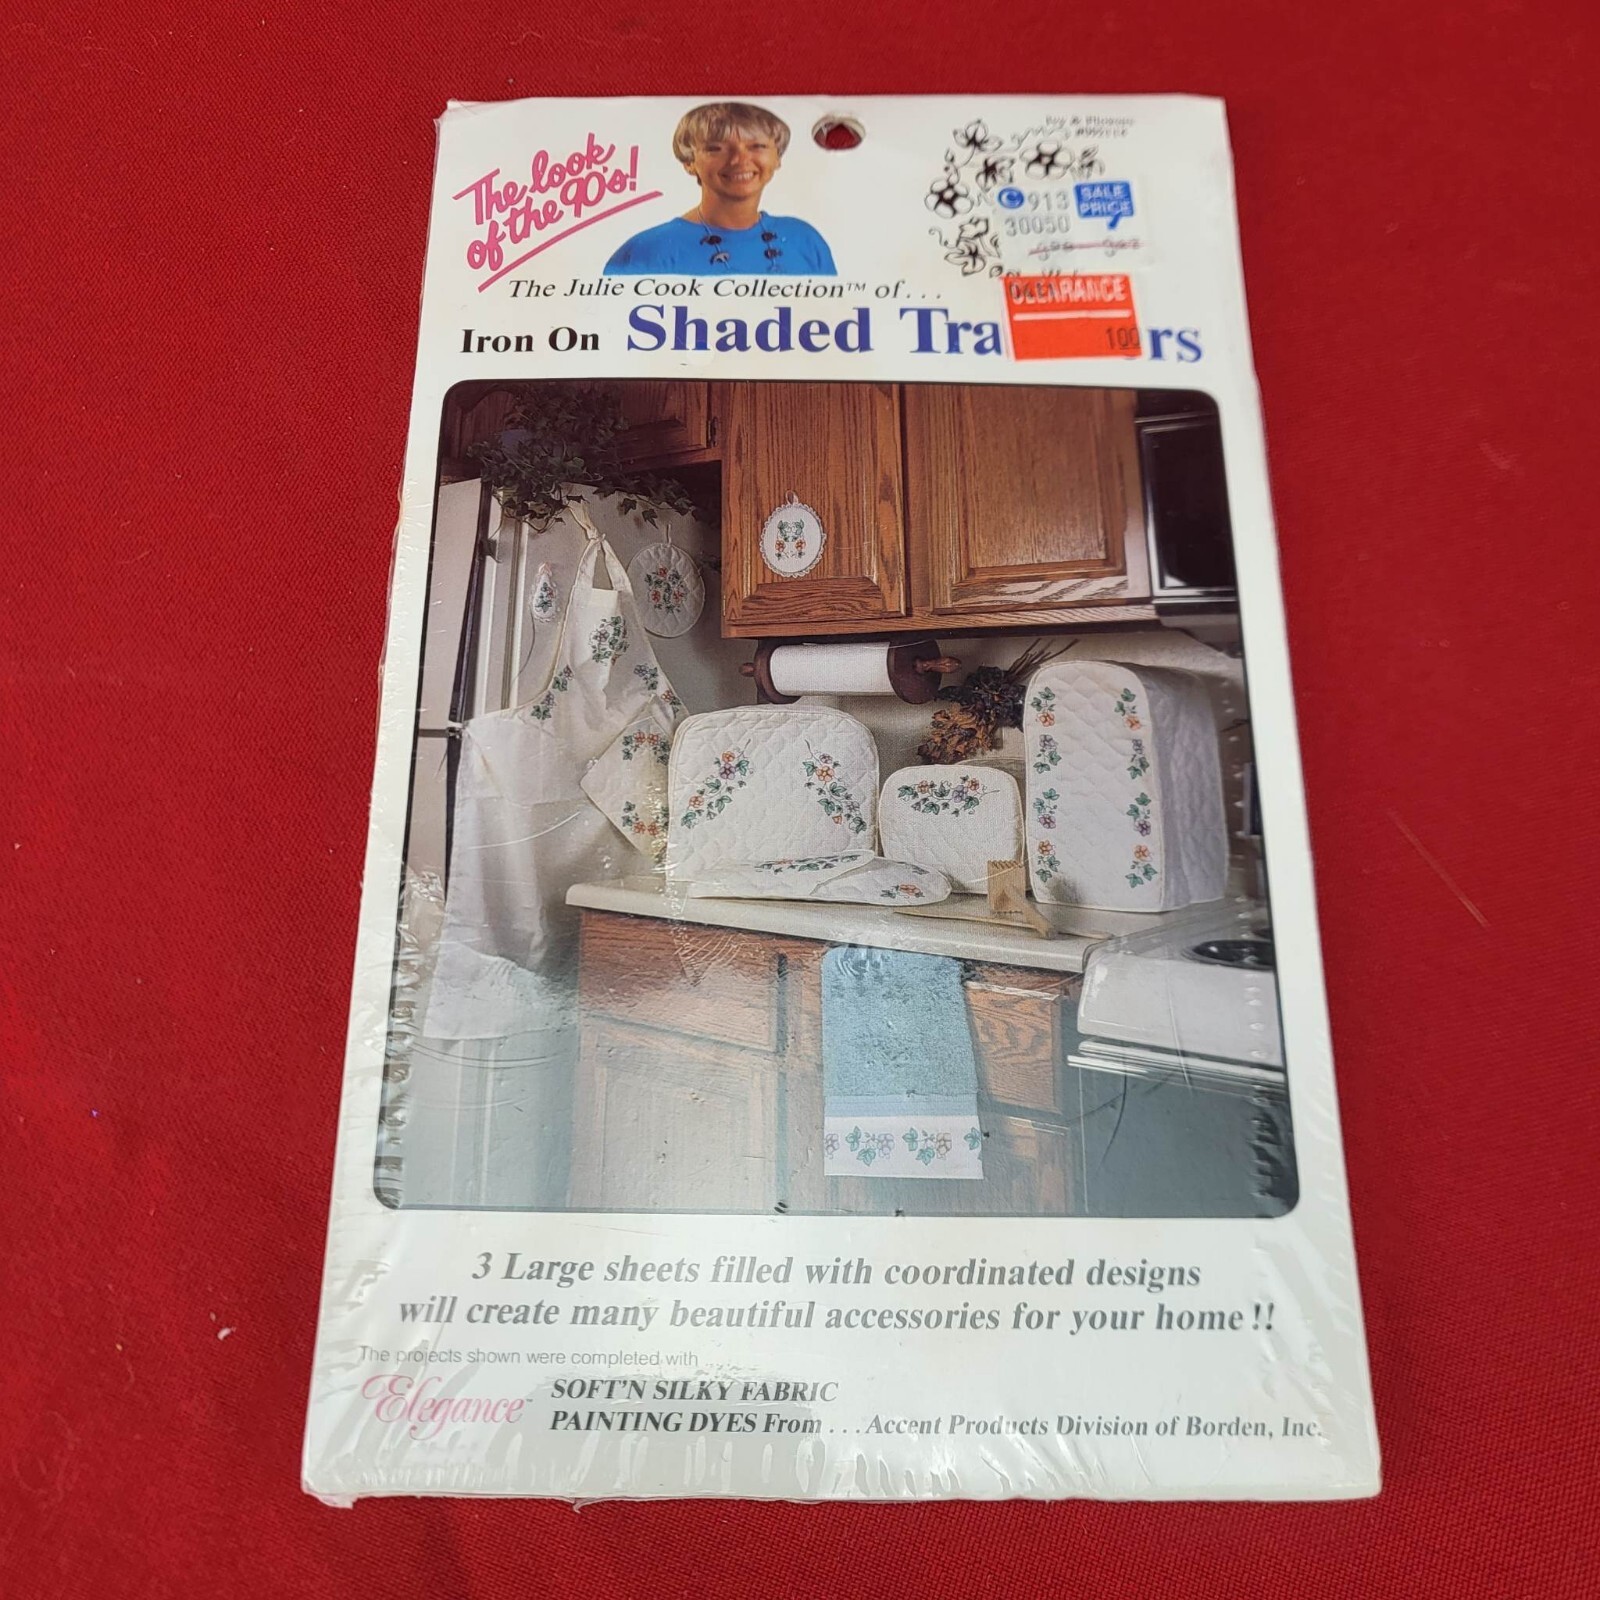 The look
of the 90's!
© 913
SALE
PRICE
30050
The Julie Cook Collection™ of...
CLEARANCE
100
Iron On Shaded Tra rs
3 Large sheets filled with coordinated designs
will create many beautiful accessories for your home!!
The projects shown were completed with
Elegance™ SOFT'N SILKY FABRIC
PAINTING DYES From...Accent Products Division of Borden, Inc.